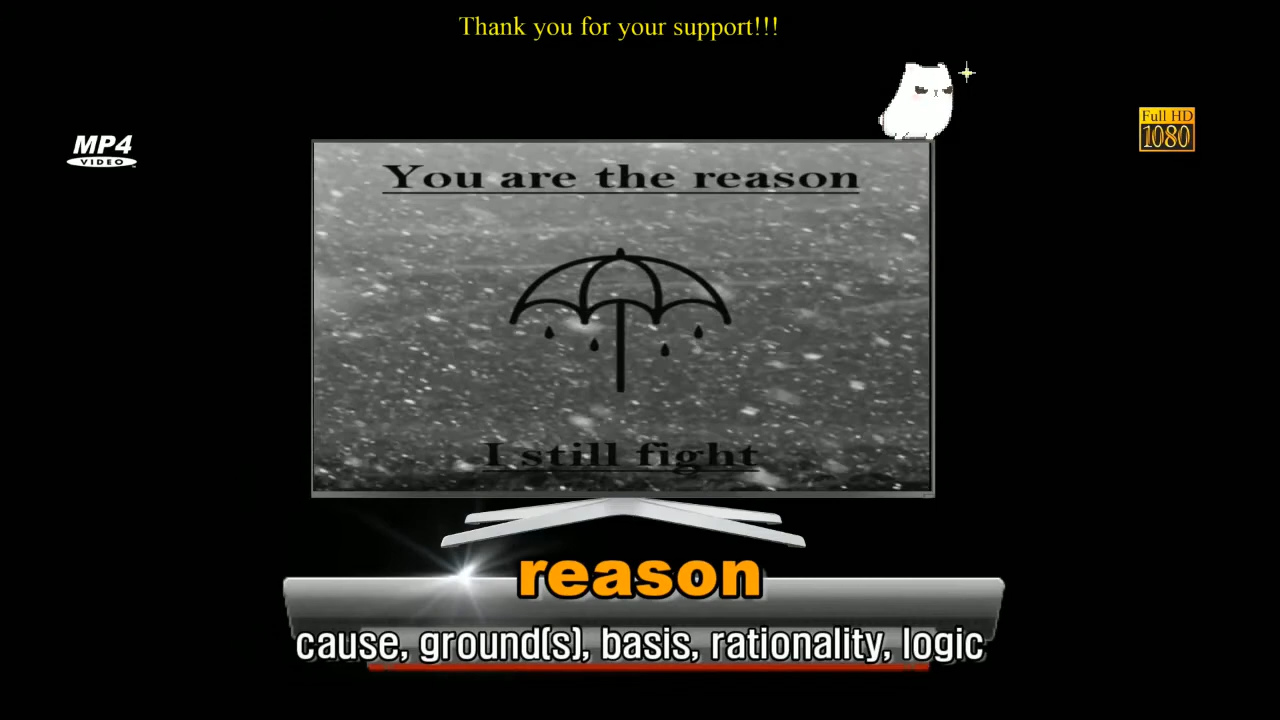 Thank you for your support!!!
MP4
VIDEO
Full HD
1080
You are the reason
I still fight
reason
cause, ground(s), basis, rationality, logic